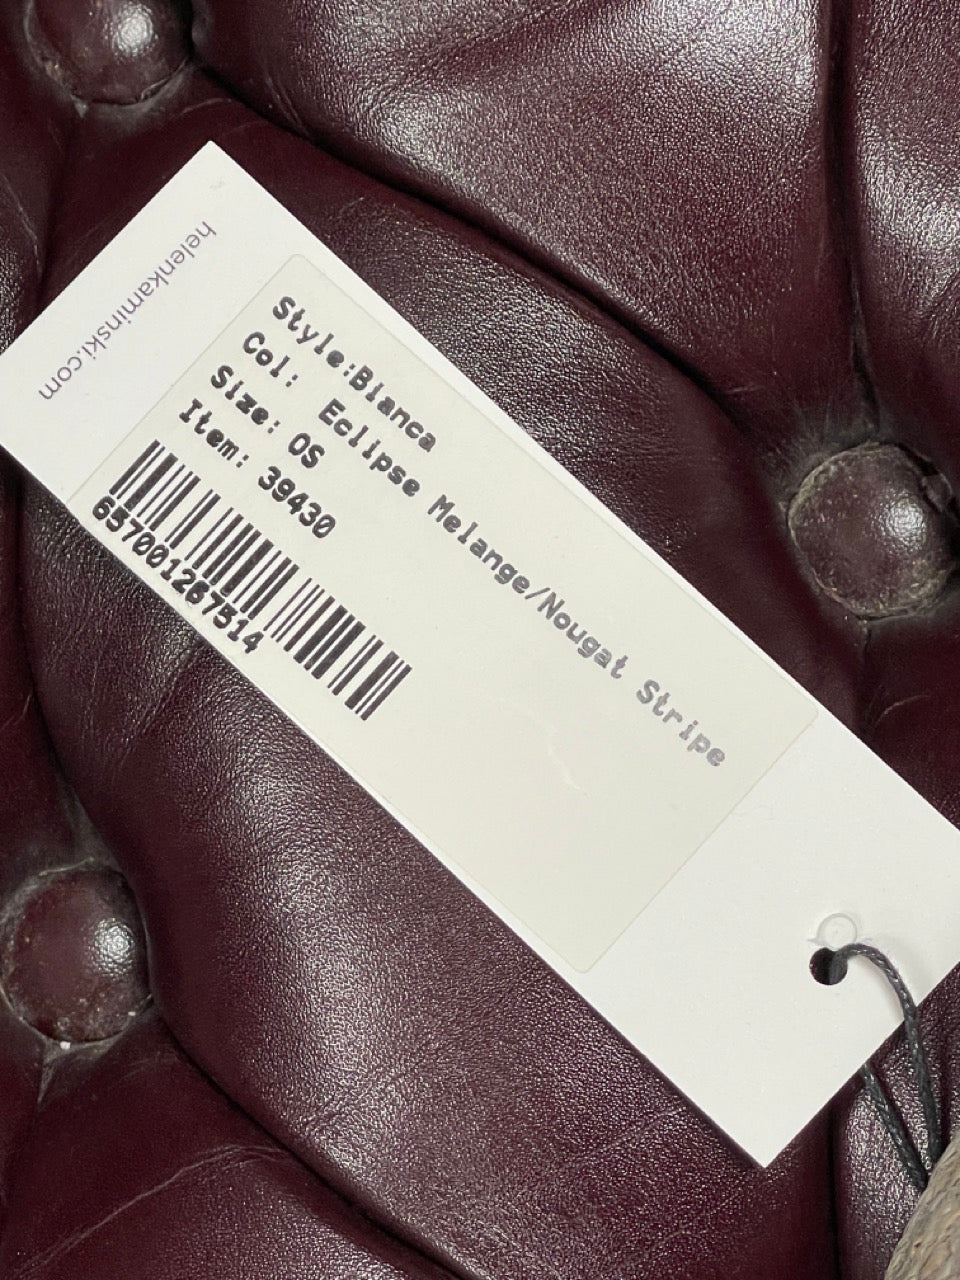 helenkaminski.com
Style:Bianca
Col: Eclipse Melange/Nougat Stripe
Size: OS
Item: 39430
657001267514